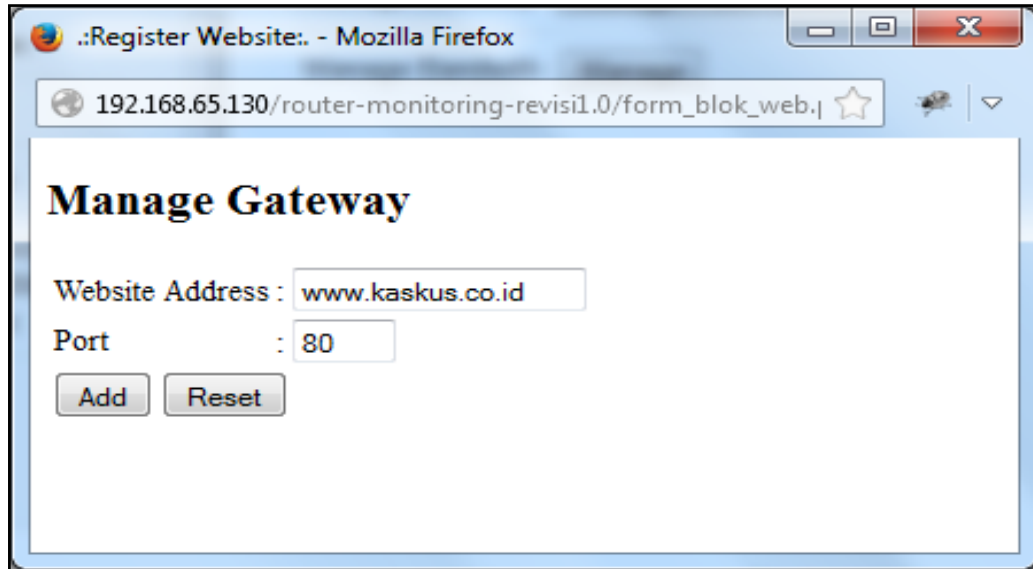 .:Register Website:. - Mozilla Firefox
192.168.65.130/router-monitoring-revisi1.0/form_blok_web.
Manage Gateway
Website Address : www.kaskus.co.id
Port : 80
Add Reset